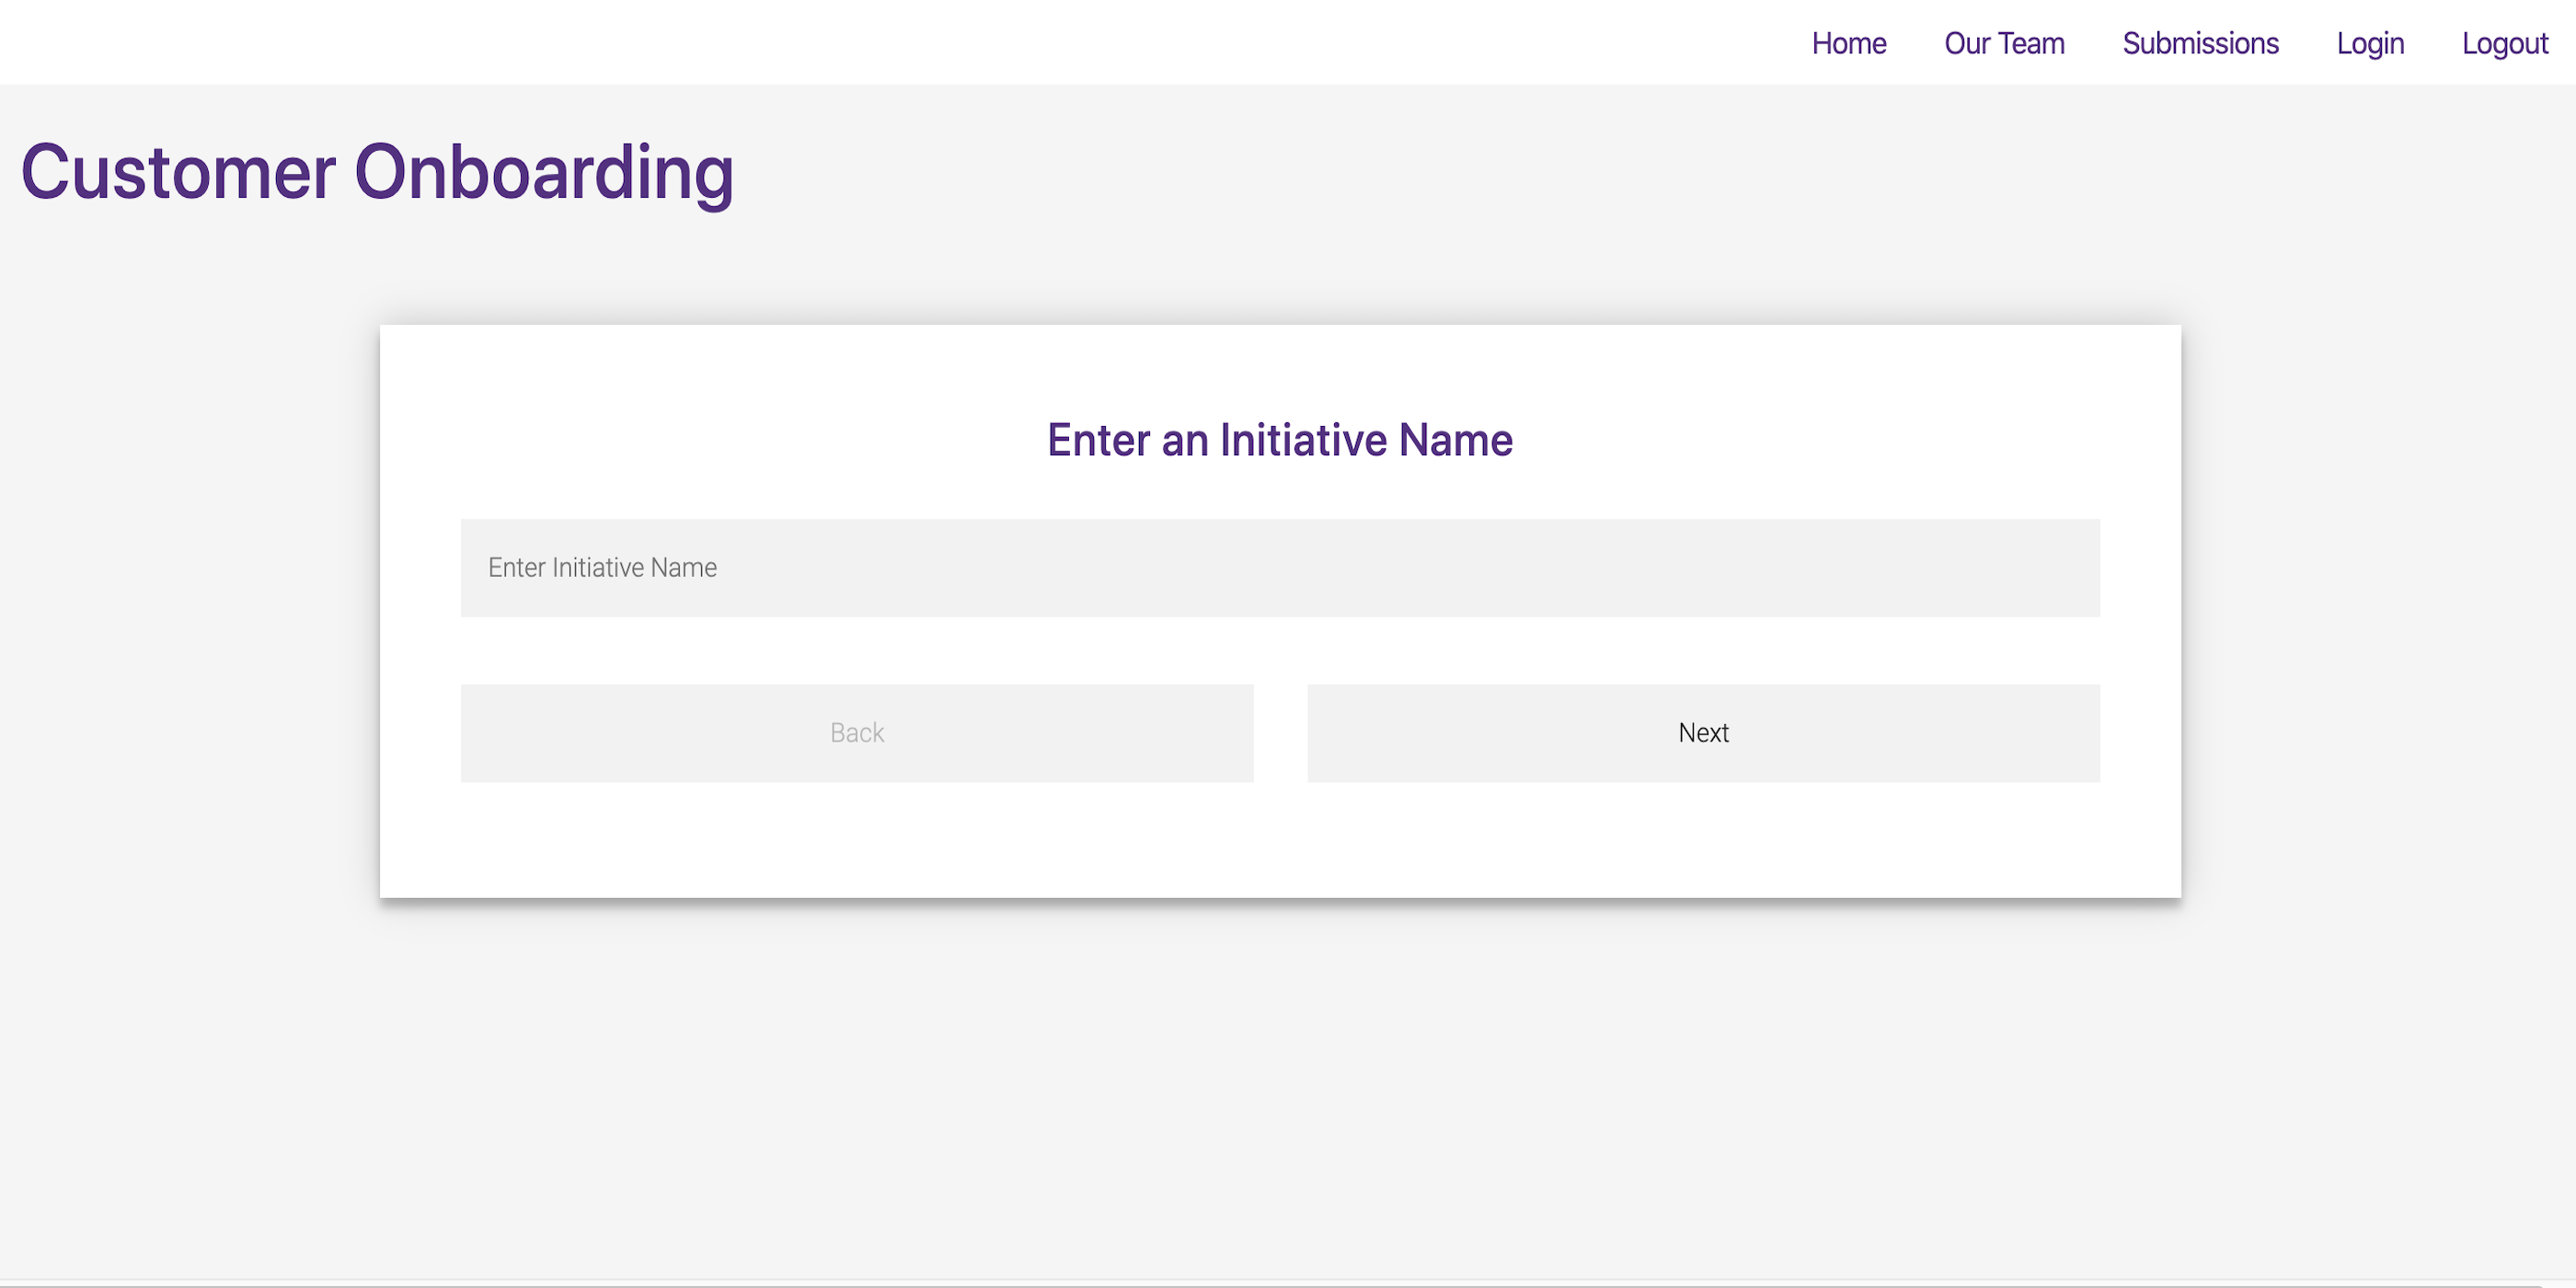 Home Our Team Submissions Login Logout
Customer Onboarding
Enter an Initiative Name
Enter Initiative Name
Back Next